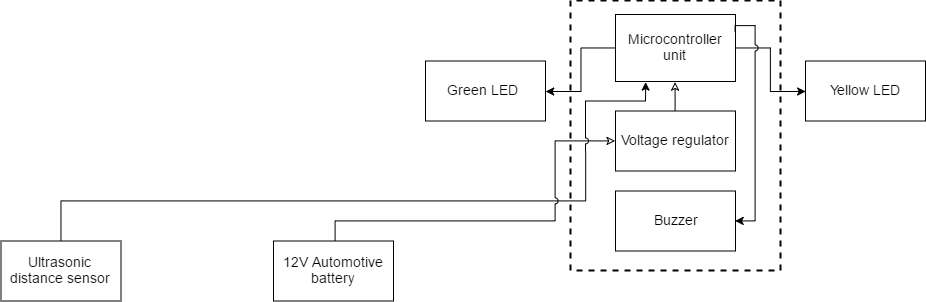 Microcontroller
unit
Green LED
Yellow LED
Voltage regulator
Buzzer
Ultrasonic
distance sensor
12V Automotive
battery